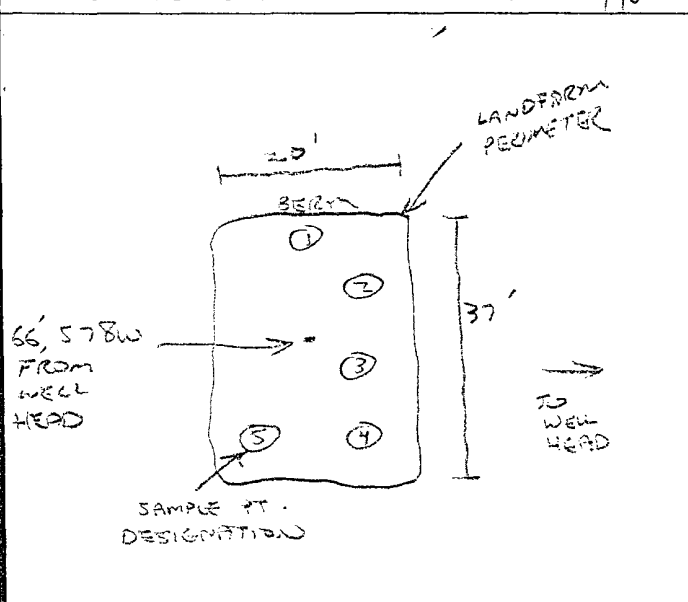 LANDFARM
PERIMETER
20'
BERM
1
2
37'
66', S78W
FROM
WELL
HEAD
3
TO
WELL
HEAD
5
4
SAMPLE PT.
DESIGNATION